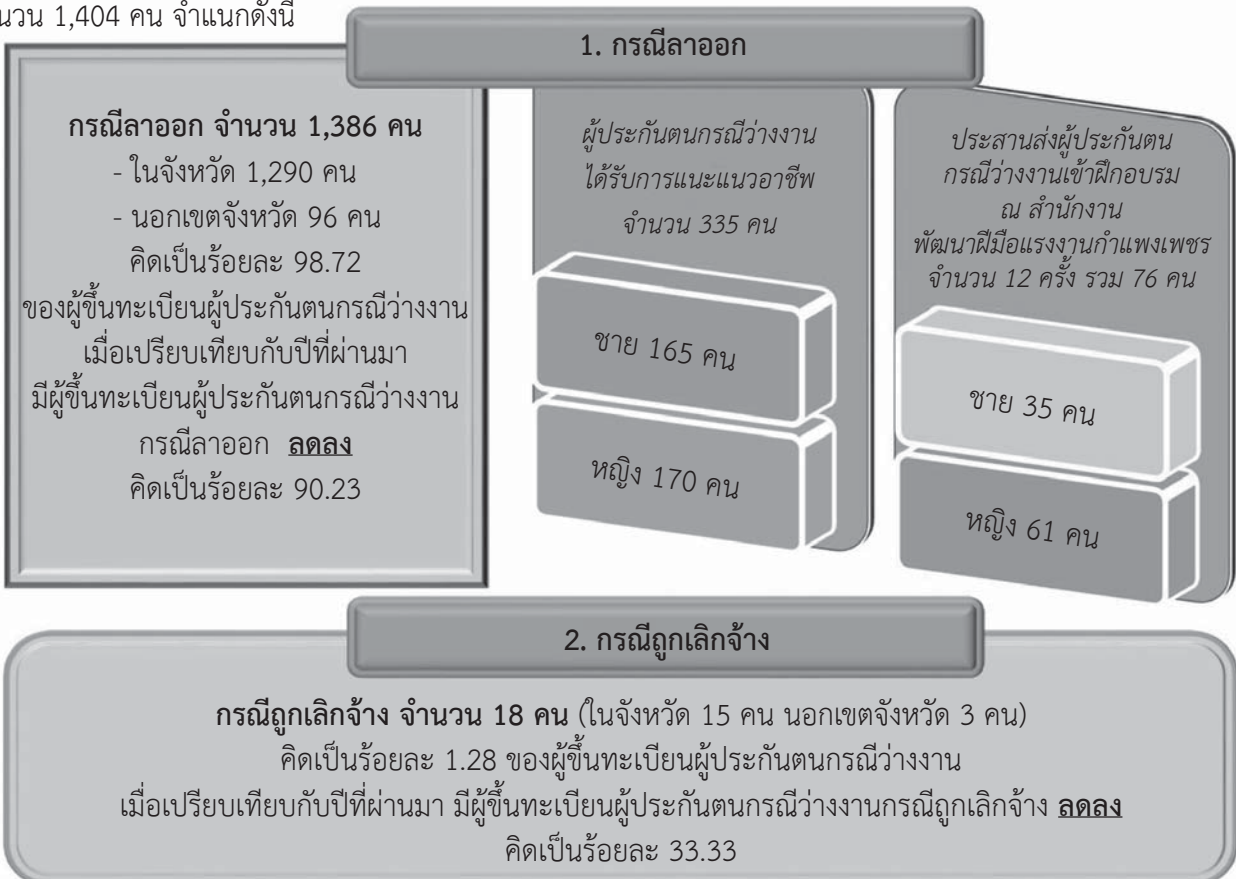 นวน 1,404 คน จำแนกดังนี้
1. กรณีลาออก
กรณีลาออก จำนวน 1,386 คน
- ในจังหวัด 1,290 คน
- นอกเขตจังหวัด 96 คน
คิดเป็นร้อยละ 98.72
ของผู้ขึ้นทะเบียนผู้ประกันตนกรณีว่างงาน
เมื่อเปรียบเทียบกับปีที่ผ่านมา
มีผู้ขึ้นทะเบียนผู้ประกันตนกรณีว่างงาน
กรณีลาออก ลดลง
คิดเป็นร้อยละ 90.23
ผู้ประกันตนกรณีว่างงาน
ได้รับการแนะแนวอาชีพ
จำนวน 335 คน
ชาย 165 คน
หญิง 170 คน
ประสานส่งผู้ประกันตน
กรณีว่างงานเข้าฝึกอบรม
ณ สำนักงาน
พัฒนาฝีมือแรงงานกำแพงเพชร
จำนวน 12 ครั้ง รวม 76 คน
ชาย 35 คน
หญิง 61 คน
2. กรณีถูกเลิกจ้าง
กรณีถูกเลิกจ้าง จำนวน 18 คน (ในจังหวัด 15 คน นอกเขตจังหวัด 3 คน)
คิดเป็นร้อยละ 1.28 ของผู้ขึ้นทะเบียนผู้ประกันตนกรณีว่างงาน
เมื่อเปรียบเทียบกับปีที่ผ่านมา มีผู้ขึ้นทะเบียนผู้ประกันตนกรณีว่างงานกรณีถูกเลิกจ้าง ลดลง
คิดเป็นร้อยละ 33.33